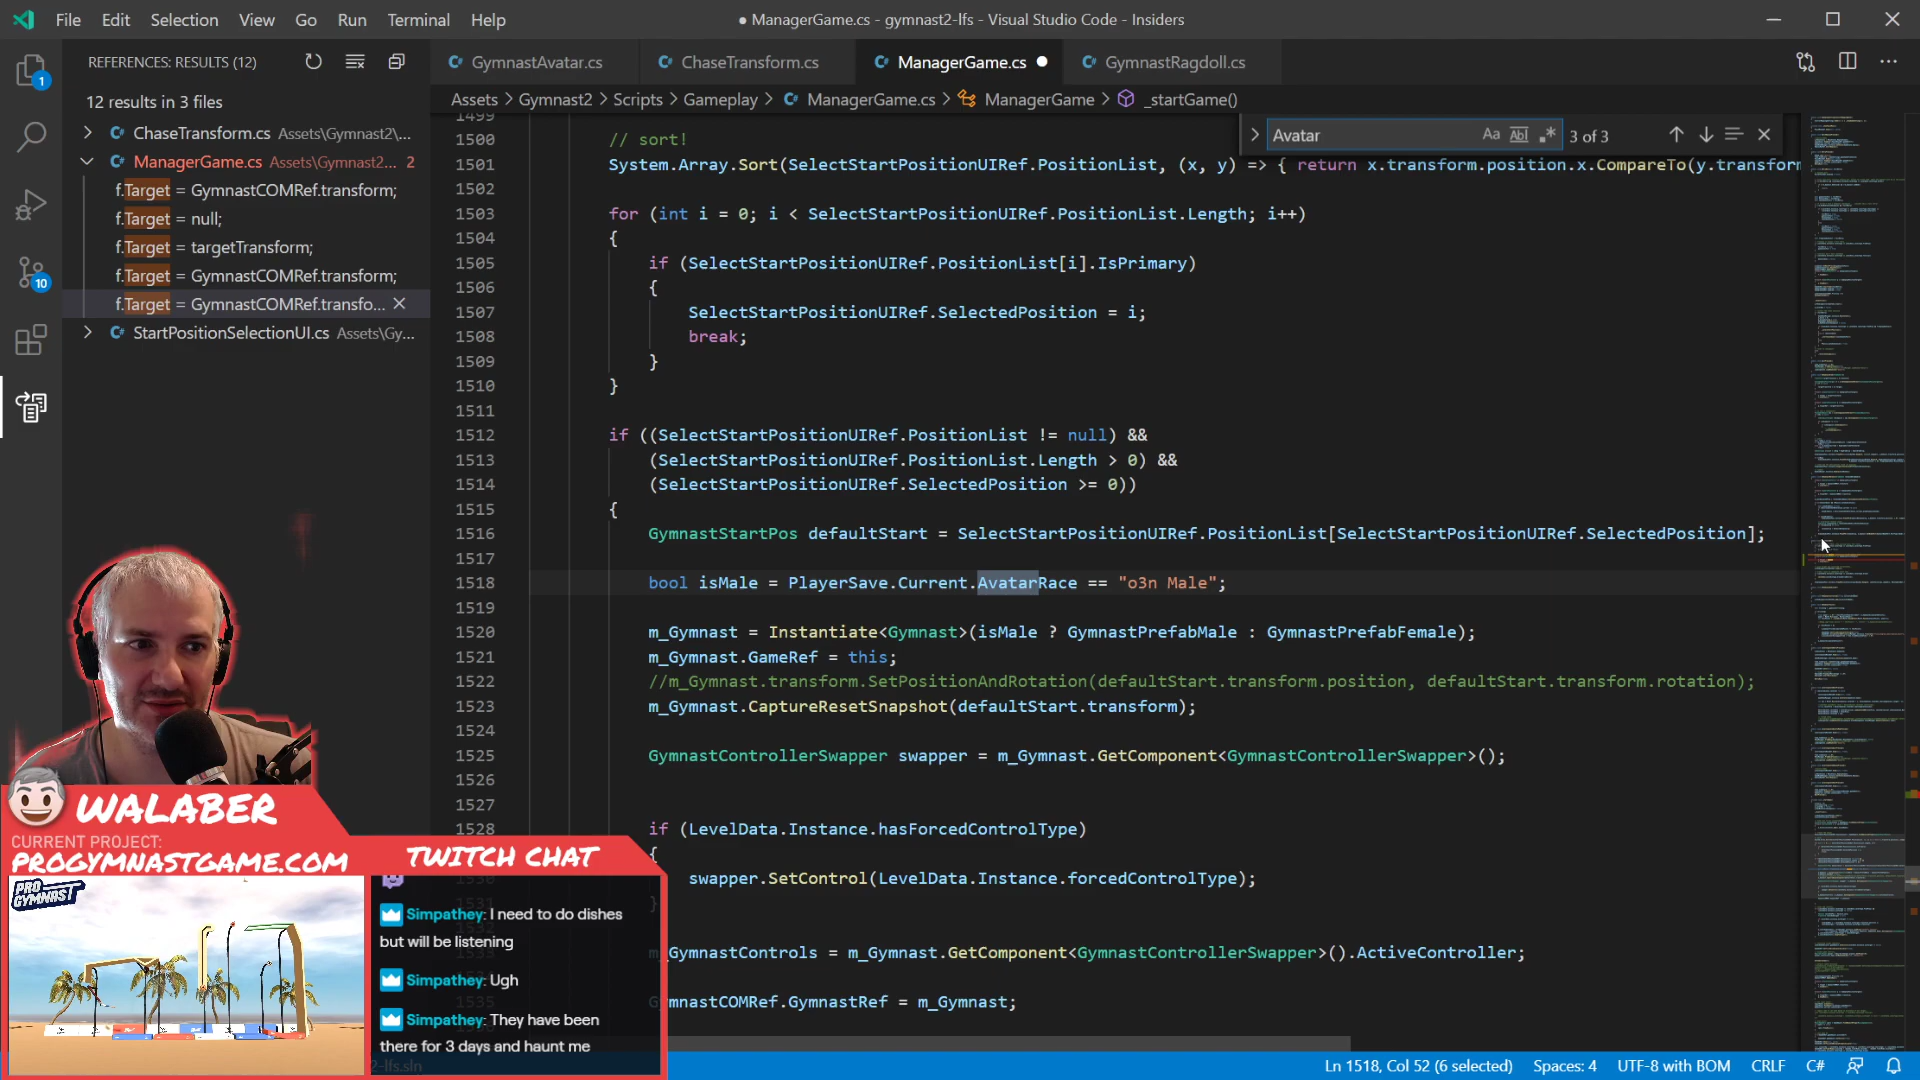 File Edit Selection View Go Run Terminal Help
● ManagerGame.cs - gymnast2-lfs - Visual Studio Code - Insiders
REFERENCES: RESULTS (12)
GymnastAvatar.cs ChaseTransform.cs ManagerGame.cs ● GymnastRagdoll.cs
Assets > Gymnast2 > Scripts > Gameplay > ManagerGame.cs > ManagerGame > _startGame()
Avatar Aa Abl 3 of 3
12 results in 3 files
ChaseTransform.cs Assets\Gymnast2\...
ManagerGame.cs Assets\Gymnast2... 2
f.Target = GymnastCOMRef.transform;
f.Target = null;
f.Target = targetTransform;
f.Target = GymnastCOMRef.transform;
f.Target = GymnastCOMRef.transfo...
StartPositionSelectionUI.cs Assets\Gy...
1
10
1499
1500 // sort!
1501 System.Array.Sort(SelectStartPositionUIRef.PositionList, (x, y) => { return x.transform.position.x.CompareTo(y.transform
1502
1503 for (int i = 0; i < SelectStartPositionUIRef.PositionList.Length; i++)
1504 {
1505 if (SelectStartPositionUIRef.PositionList[i].IsPrimary)
1506 {
1507 SelectStartPositionUIRef.SelectedPosition = i;
1508 break;
1509 }
1510 }
1511
1512 if ((SelectStartPositionUIRef.PositionList != null) &&
1513 (SelectStartPositionUIRef.PositionList.Length > 0) &&
1514 (SelectStartPositionUIRef.SelectedPosition >= 0))
1515 {
1516 GymnastStartPos defaultStart = SelectStartPositionUIRef.PositionList[SelectStartPositionUIRef.SelectedPosition];
1517
1518 bool isMale = PlayerSave.Current.AvatarRace == "o3n Male";
1519
1520 m_Gymnast = Instantiate<Gymnast>(isMale ? GymnastPrefabMale : GymnastPrefabFemale);
1521 m_Gymnast.GameRef = this;
1522 //m_Gymnast.transform.SetPositionAndRotation(defaultStart.transform.position, defaultStart.transform.rotation);
1523 m_Gymnast.CaptureResetSnapshot(defaultStart.transform);
1524
1525 GymnastControllerSwapper swapper = m_Gymnast.GetComponent<GymnastControllerSwapper>();
1526
1527
1528 if (LevelData.Instance.hasForcedControlType)
{
swapper.SetControl(LevelData.Instance.forcedControlType);
}
m_GymnastControls = m_Gymnast.GetComponent<GymnastControllerSwapper>().ActiveController;
GymnastCOMRef.GymnastRef = m_Gymnast;
WALABER
CURRENT PROJECT:
PROGYMNASTGAME.COM
PRO GYMNAST
TWITCH CHAT
Simpathey: I need to do dishes
but will be listening
Simpathey: Ugh
Simpathey: They have been
there for 3 days and haunt me
2-lfs.sln
Ln 1518, Col 52 (6 selected) Spaces: 4 UTF-8 with BOM CRLF C#